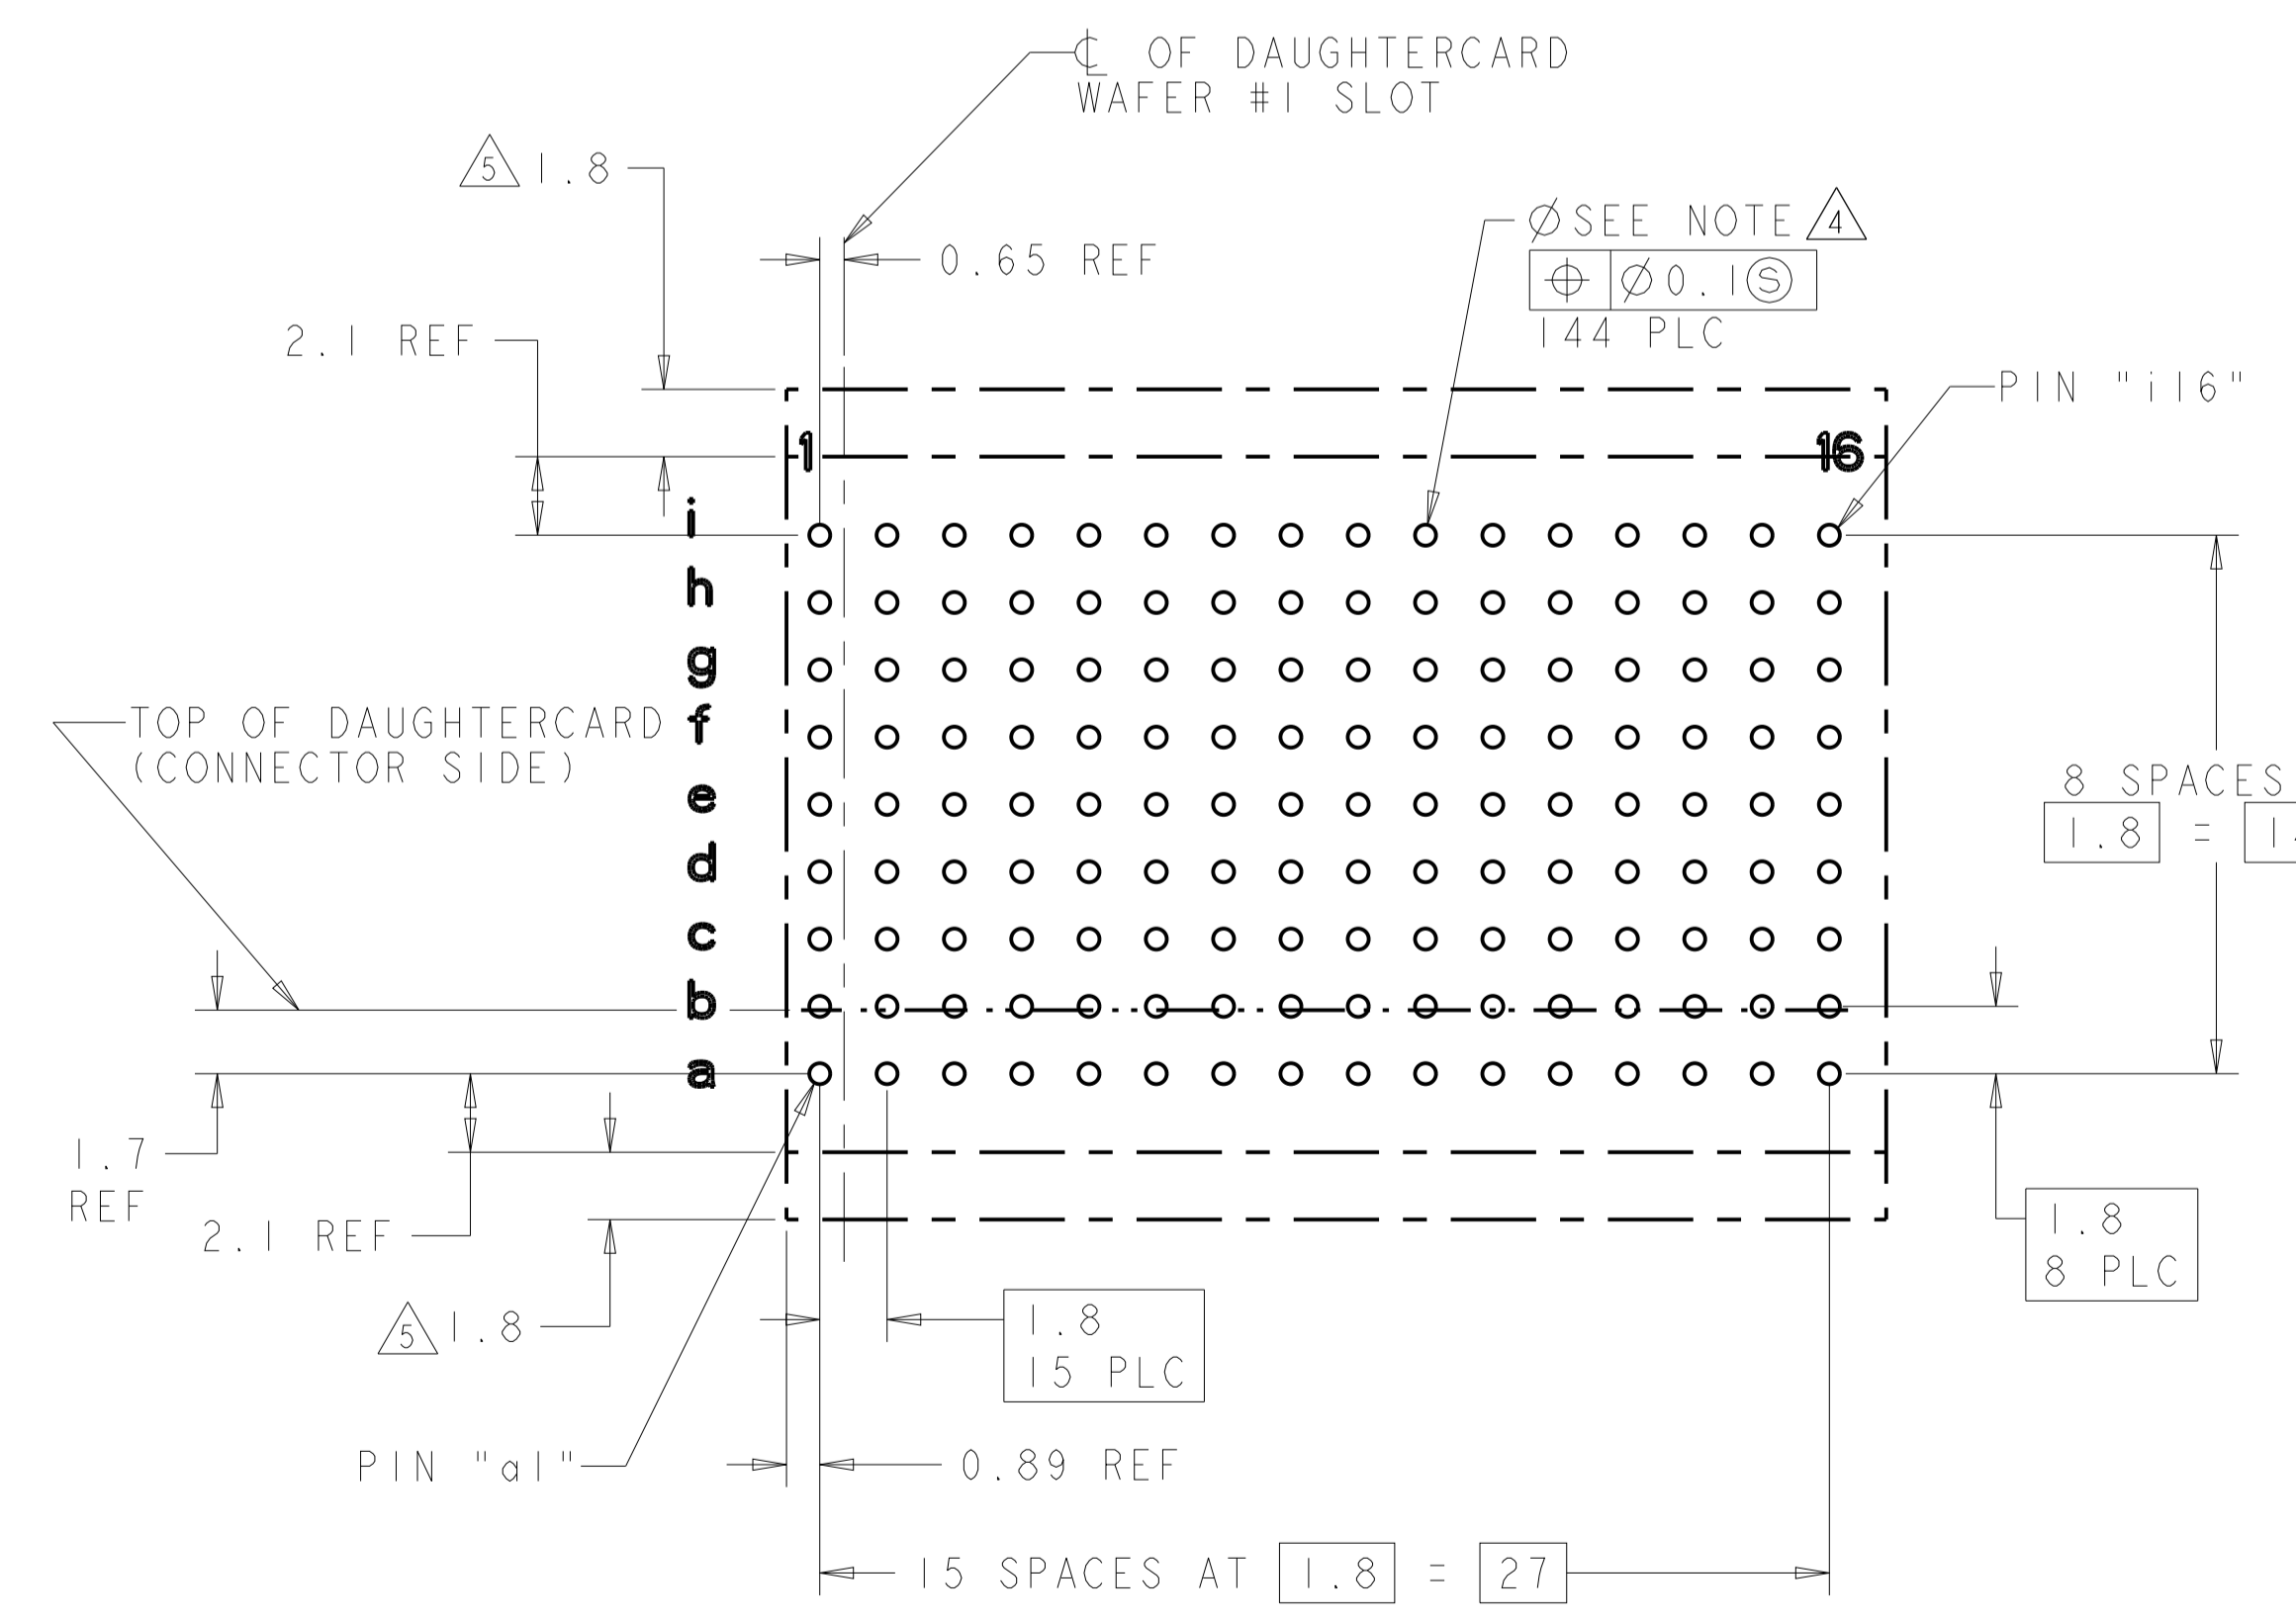 ℄ OF DAUGHTERCARD
WAFER #1 SLOT
5 1.8
0.65 REF
⌀SEE NOTE 4
⌖ ⌀0.1Ⓢ
144 PLC
2.1 REF
PIN "i16"
1
16
i
h
g
f
e
d
c
b
a
TOP OF DAUGHTERCARD
(CONNECTOR SIDE)
8 SPACES
1.8 =
1.7
REF
2.1 REF
5 1.8
1.8
8 PLC
1.8
15 PLC
PIN "a1"
0.89 REF
15 SPACES AT 1.8 = 27